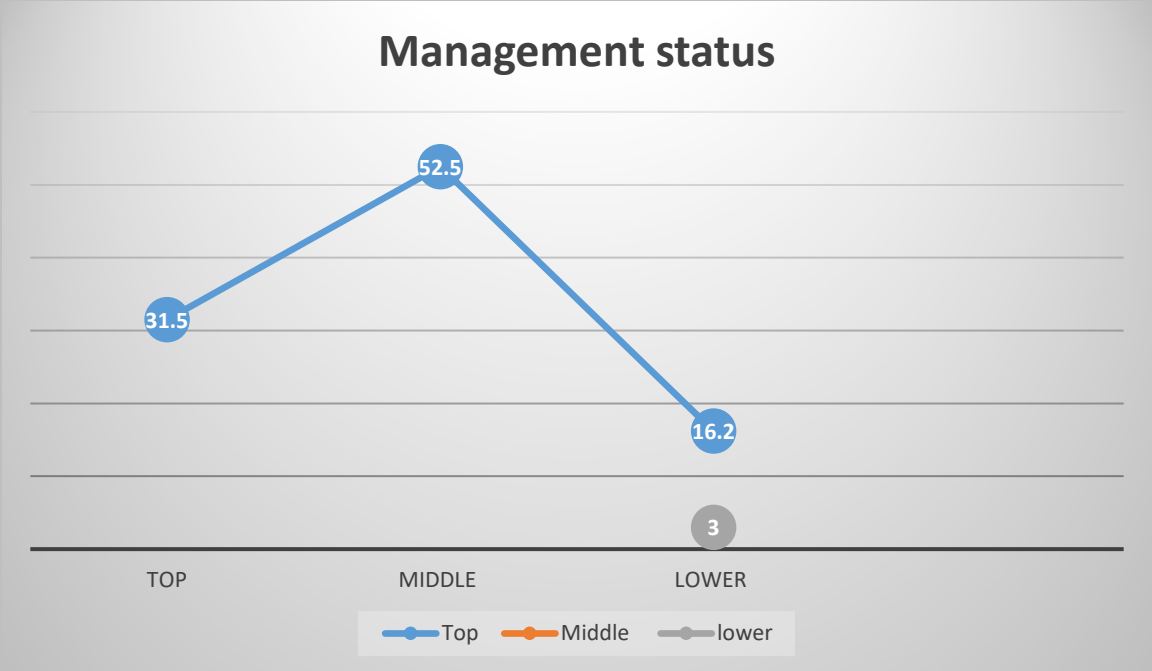 Management status
52.5
31.5
16.2
3
TOP MIDDLE LOWER
Top Middle lower